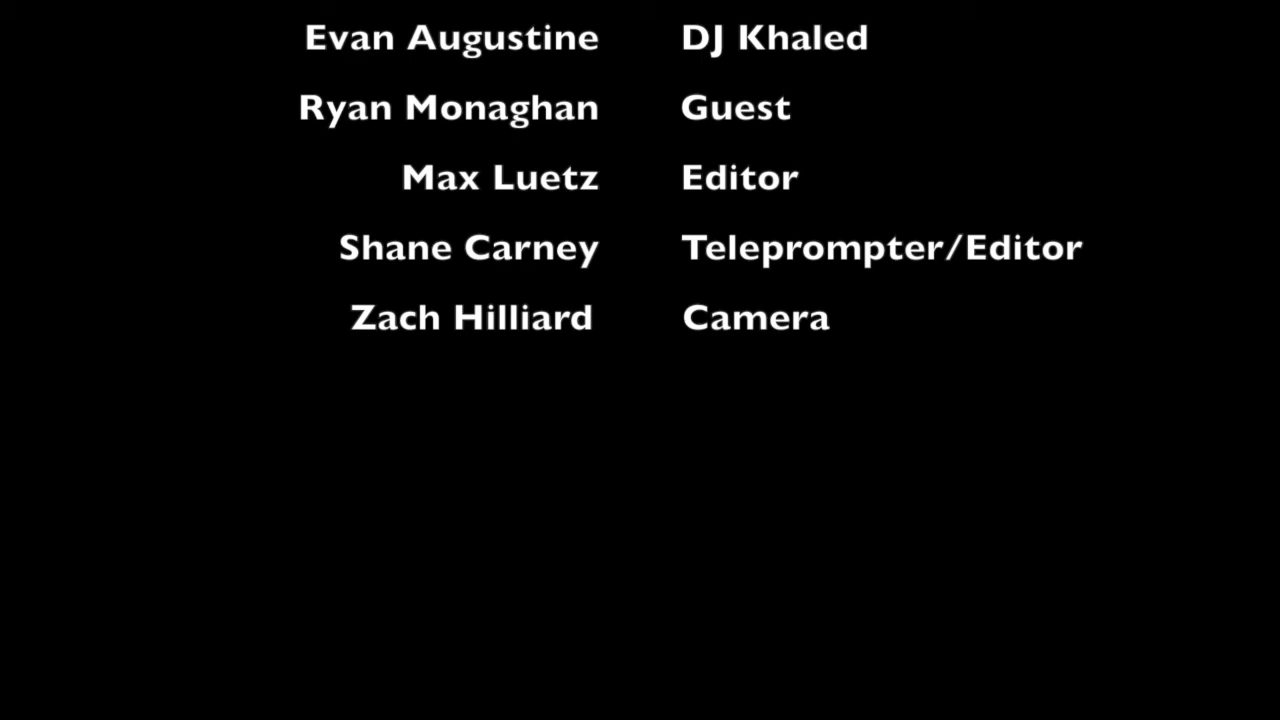 Evan Augustine DJ Khaled
Ryan Monaghan Guest
Max Luetz Editor
Shane Carney Teleprompter/Editor
Zach Hilliard Camera